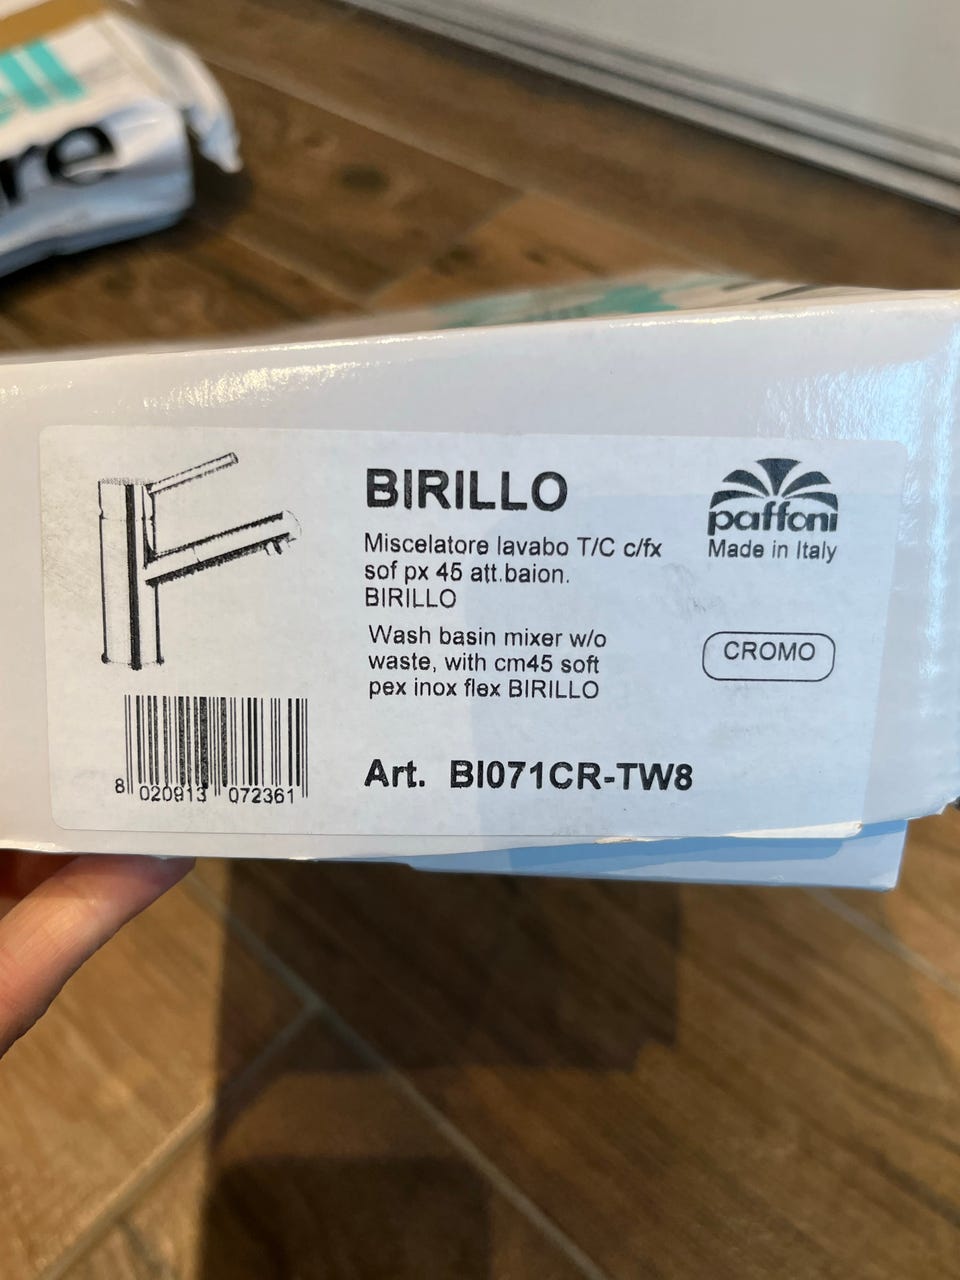 re
BIRILLO
Miscelatore lavabo T/C c/fx
sof px 45 att.baion.
BIRILLO
Wash basin mixer w/o
waste, with cm45 soft
pex inox flex BIRILLO
Art. BI071CR-TW8
paffoni
Made in Italy
CROMO
8 020913 072361